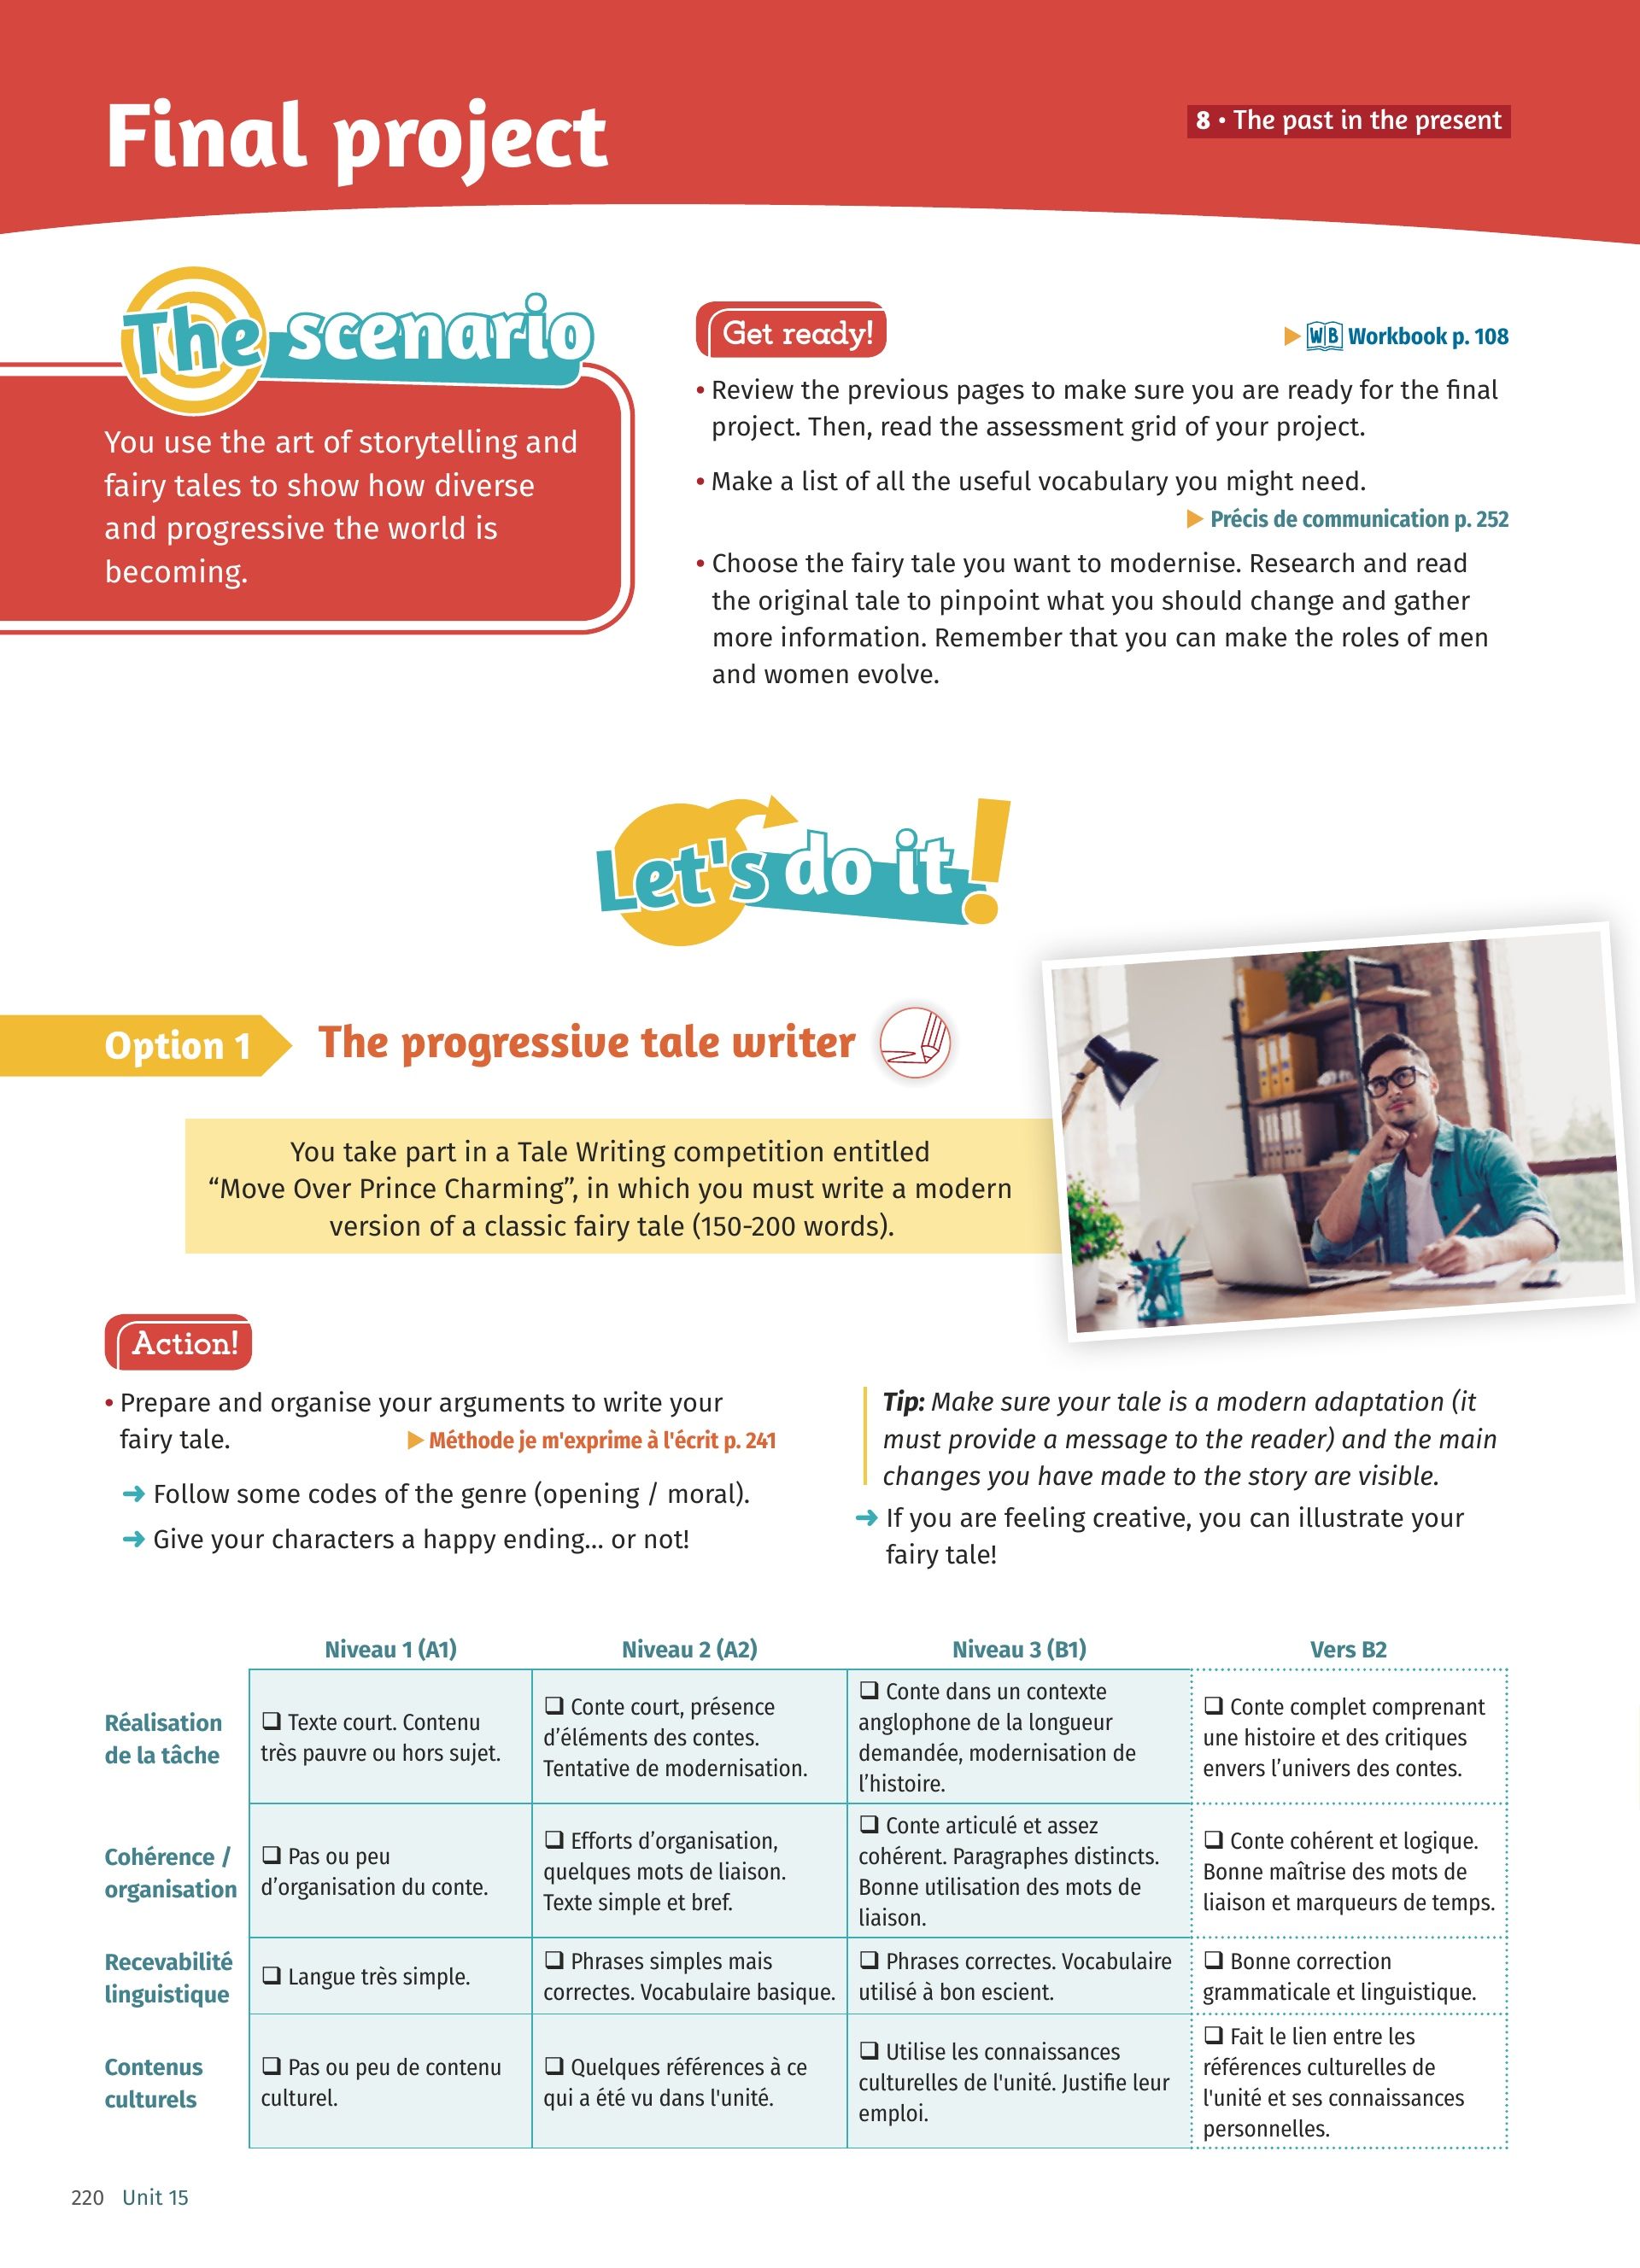 Final project
8 • The past in the present
The scenario
You use the art of storytelling and
fairy tales to show how diverse
and progressive the world is
becoming.
Get ready!
▶ WB Workbook p. 108
• Review the previous pages to make sure you are ready for the final
project. Then, read the assessment grid of your project.
• Make a list of all the useful vocabulary you might need.
▶ Précis de communication p. 252
• Choose the fairy tale you want to modernise. Research and read
the original tale to pinpoint what you should change and gather
more information. Remember that you can make the roles of men
and women evolve.
Let's do it!
Option 1
The progressive tale writer
You take part in a Tale Writing competition entitled
“Move Over Prince Charming”, in which you must write a modern
version of a classic fairy tale (150-200 words).
Action!
• Prepare and organise your arguments to write your
fairy tale. ▶ Méthode je m'exprime à l'écrit p. 241
➜ Follow some codes of the genre (opening / moral).
➜ Give your characters a happy ending... or not!
Tip: Make sure your tale is a modern adaptation (it
must provide a message to the reader) and the main
changes you have made to the story are visible.
➜ If you are feeling creative, you can illustrate your
fairy tale!
Niveau 1 (A1) Niveau 2 (A2) Niveau 3 (B1) Vers B2
Réalisation
de la tâche
❏ Texte court. Contenu
très pauvre ou hors sujet.
❏ Conte court, présence
d’éléments des contes.
Tentative de modernisation.
❏ Conte dans un contexte
anglophone de la longueur
demandée, modernisation de
l’histoire.
❏ Conte complet comprenant
une histoire et des critiques
envers l’univers des contes.
Cohérence /
organisation
❏ Pas ou peu
d’organisation du conte.
❏ Efforts d’organisation,
quelques mots de liaison.
Texte simple et bref.
❏ Conte articulé et assez
cohérent. Paragraphes distincts.
Bonne utilisation des mots de
liaison.
❏ Conte cohérent et logique.
Bonne maîtrise des mots de
liaison et marqueurs de temps.
Recevabilité
linguistique
❏ Langue très simple.
❏ Phrases simples mais
correctes. Vocabulaire basique.
❏ Phrases correctes. Vocabulaire
utilisé à bon escient.
❏ Bonne correction
grammaticale et linguistique.
Contenus
culturels
❏ Pas ou peu de contenu
culturel.
❏ Quelques références à ce
qui a été vu dans l'unité.
❏ Utilise les connaissances
culturelles de l'unité. Justifie leur
emploi.
❏ Fait le lien entre les
références culturelles de
l'unité et ses connaissances
personnelles.
220 Unit 15